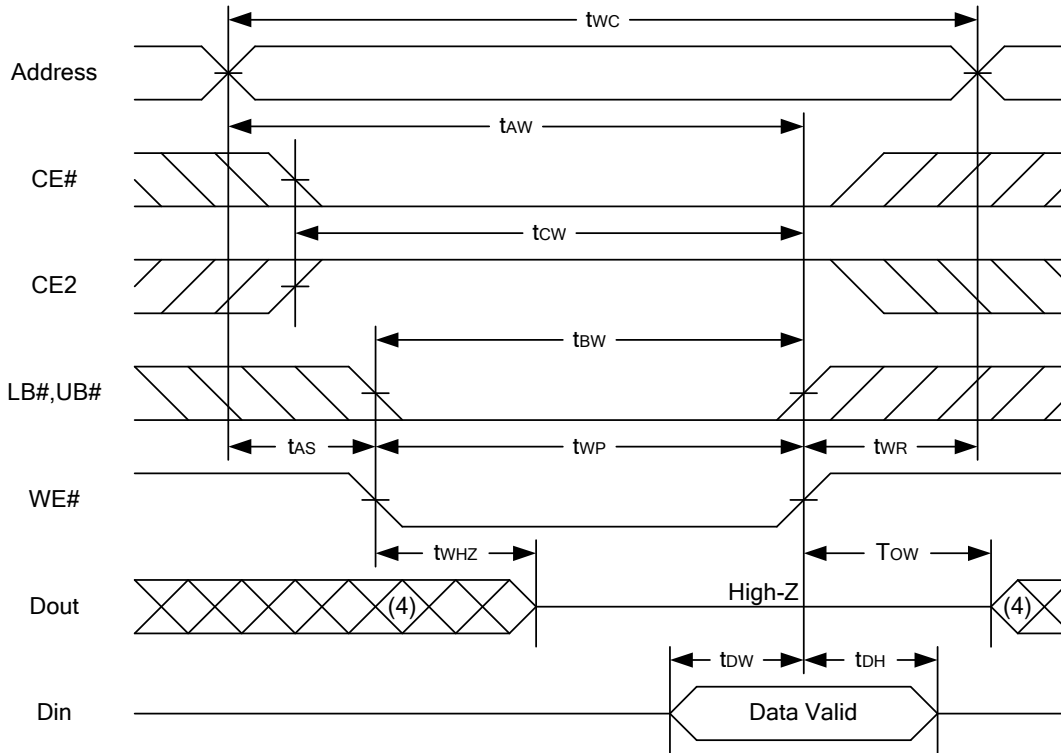 tWC
Address
tAW
CE#
tCW
CE2
tBW
LB#,UB#
tAS
tWP
tWR
WE#
tWHZ
TOW
Dout
(4)
High-Z
(4)
tDW
tDH
Din
Data Valid